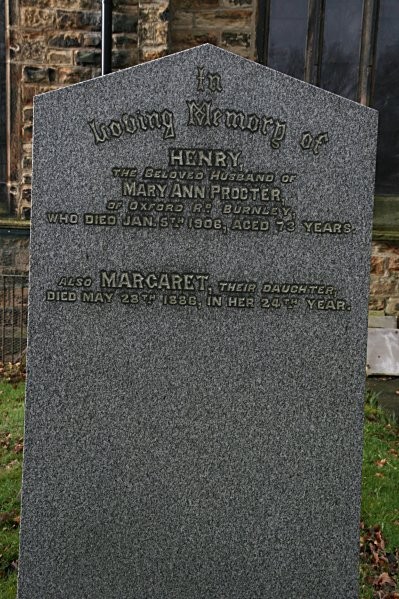 In
Loving Memory of
HENRY,
THE BELOVED HUSBAND OF
MARY ANN PROCTER,
OF OXFORD RD BURNLEY,
WHO DIED JAN. 5TH 1906, AGED 73 YEARS.
ALSO MARGARET, THEIR DAUGHTER,
DIED MAY 28TH 1886, IN HER 24TH YEAR.